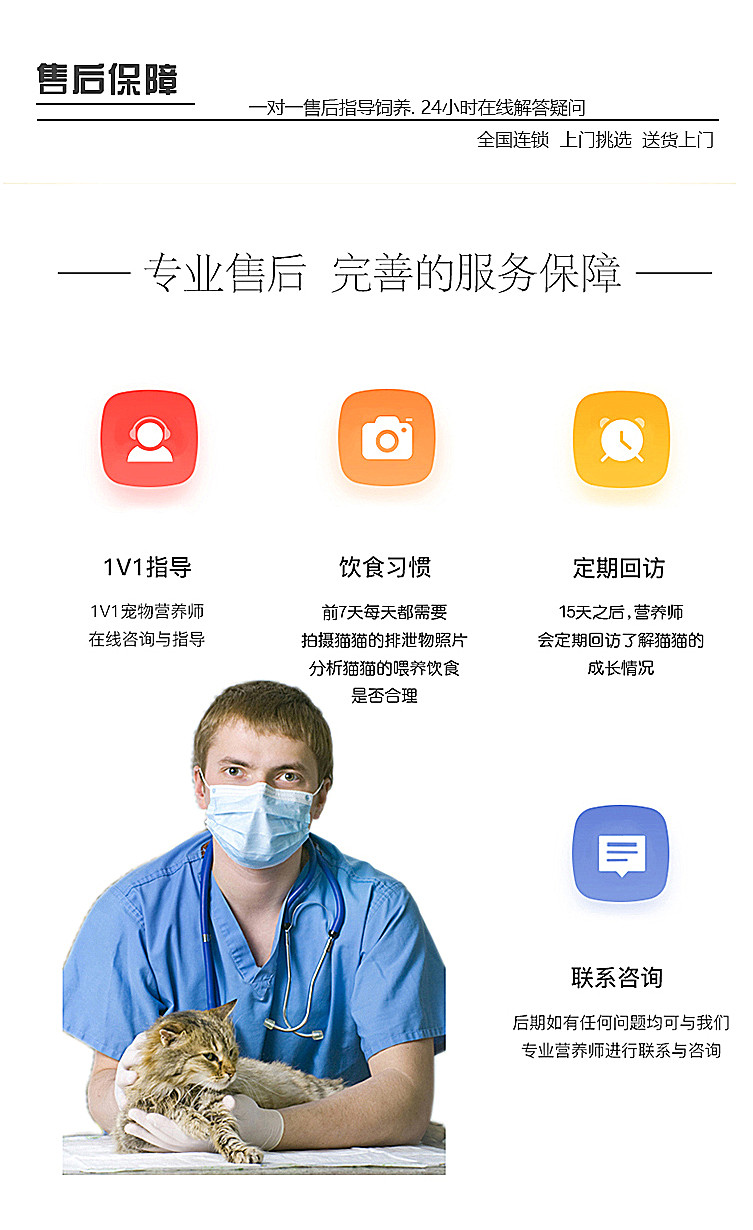 售后保障
一对一售后指导饲养. 24小时在线解答疑问
全国连锁 上门挑选 送货上门
专业售后 完善的服务保障
1V1指导
1V1宠物营养师
在线咨询与指导
饮食习惯
前7天每天都需要
拍摄猫猫的排泄物照片
分析猫猫的喂养饮食
是否合理
定期回访
15天之后,营养师
会定期回访了解猫猫的
成长情况
联系咨询
后期如有任何问题均可与我们
专业营养师进行联系与咨询